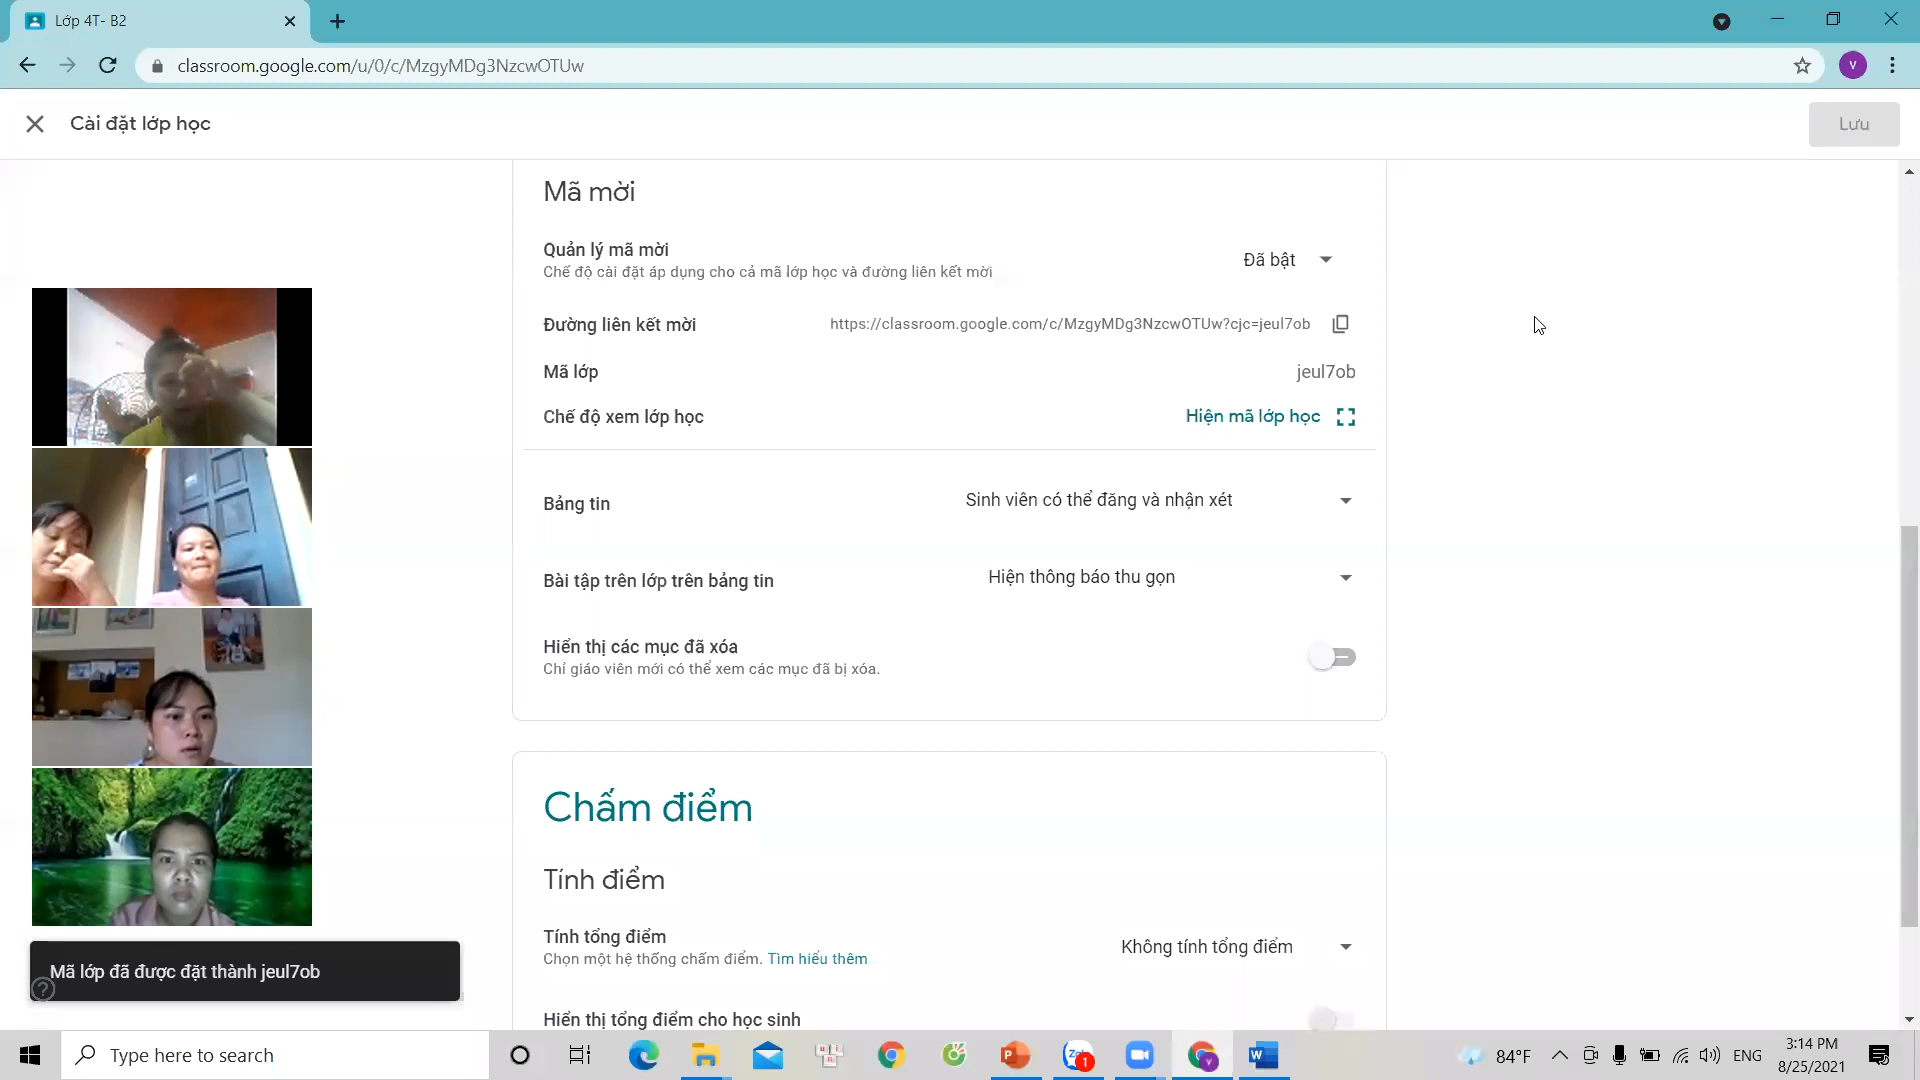 Lớp 4T- B2
classroom.google.com/u/0/c/MzgyMDg3NzcwOTUw
V
Cài đặt lớp học
Lưu
Mã mời
Quản lý mã mời
Chế độ cài đặt áp dụng cho cả mã lớp học và đường liên kết mời
Đã bật
Đường liên kết mời
https://classroom.google.com/c/MzgyMDg3NzcwOTUw?cjc=jeul7ob
Mã lớp
jeul7ob
Chế độ xem lớp học
Hiện mã lớp học
Bảng tin
Sinh viên có thể đăng và nhận xét
Bài tập trên lớp trên bảng tin
Hiện thông báo thu gọn
Hiển thị các mục đã xóa
Chỉ giáo viên mới có thể xem các mục đã bị xóa.
Chấm điểm
Tính điểm
Tính tổng điểm
Chọn một hệ thống chấm điểm. Tìm hiểu thêm
Không tính tổng điểm
Hiển thị tổng điểm cho học sinh
Mã lớp đã được đặt thành jeul7ob
Type here to search
1
84°F
ENG
3:14 PM
8/25/2021